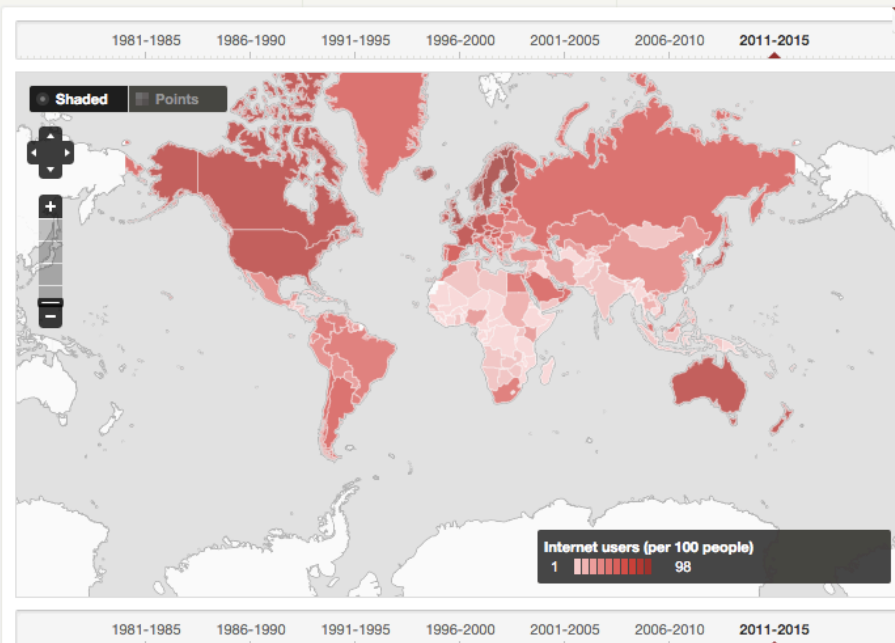 1981-1985 1986-1990 1991-1995 1996-2000 2001-2005 2006-2010 2011-2015
Shaded Points
+
−
Internet users (per 100 people)
1 98
1981-1985 1986-1990 1991-1995 1996-2000 2001-2005 2006-2010 2011-2015